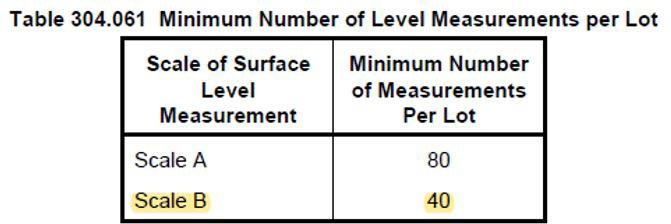 Table 304.061  Minimum Number of Level Measurements per Lot
Scale of Surface Level Measurement | Minimum Number of Measurements Per Lot
Scale A | 80
Scale B | 40